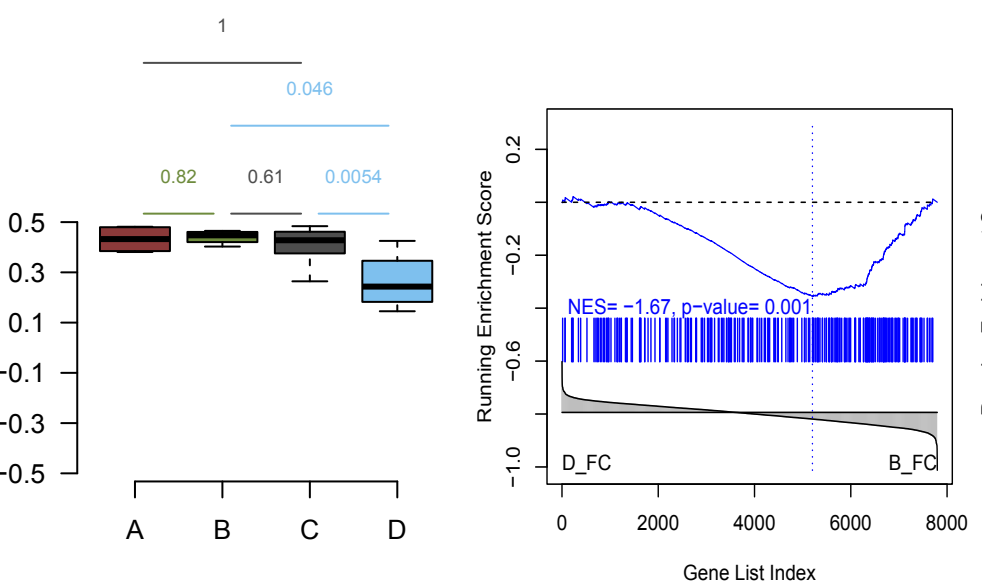 1
0.046
0.82 0.61 0.0054
0.5
0.3
0.1
−0.1
−0.3
−0.5
A B C D
Running Enrichment Score
0.2
−0.2
−0.6
−1.0
NES= −1.67, p−value= 0.001
D_FC B_FC
0 2000 4000 6000 8000
Gene List Index